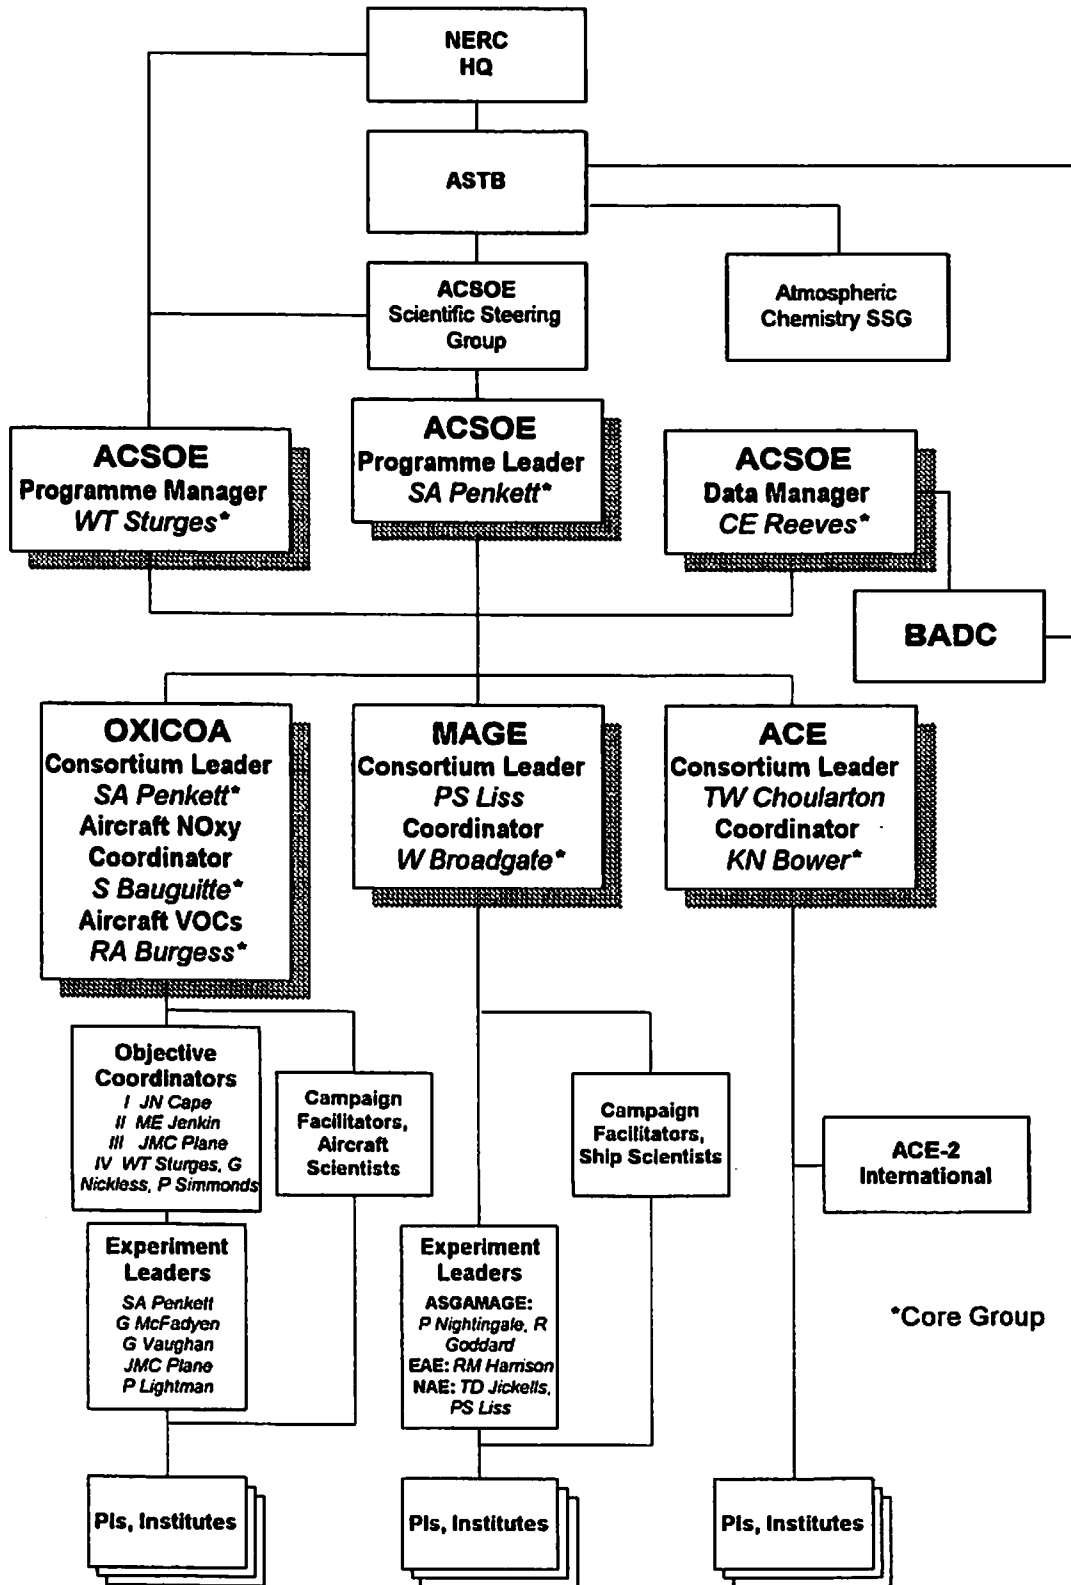 NERC
HQ
ASTB
ACSOE
Scientific Steering
Group
Atmospheric
Chemistry SSG
ACSOE
Programme Manager
WT Sturges*
ACSOE
Programme Leader
SA Penkett*
ACSOE
Data Manager
CE Reeves*
BADC
OXICOA
Consortium Leader
SA Penkett*
Aircraft NOxy
Coordinator
S Bauguitte*
Aircraft VOCs
RA Burgess*
MAGE
Consortium Leader
PS Liss
Coordinator
W Broadgate*
ACE
Consortium Leader
TW Choularton
Coordinator
KN Bower*
Objective
Coordinators
I JN Cape
II ME Jenkin
III JMC Plane
IV WT Sturges, G
Nickless, P Simmonds
Campaign
Facilitators,
Aircraft
Scientists
Campaign
Facilitators,
Ship Scientists
ACE-2
International
Experiment
Leaders
SA Penkett
G McFadyen
G Vaughan
JMC Plane
P Lightman
Experiment
Leaders
ASGAMAGE:
P Nightingale, R
Goddard
EAE: RM Harrison
NAE: TD Jickells,
PS Liss
*Core Group
PIs, Institutes
PIs, Institutes
PIs, Institutes